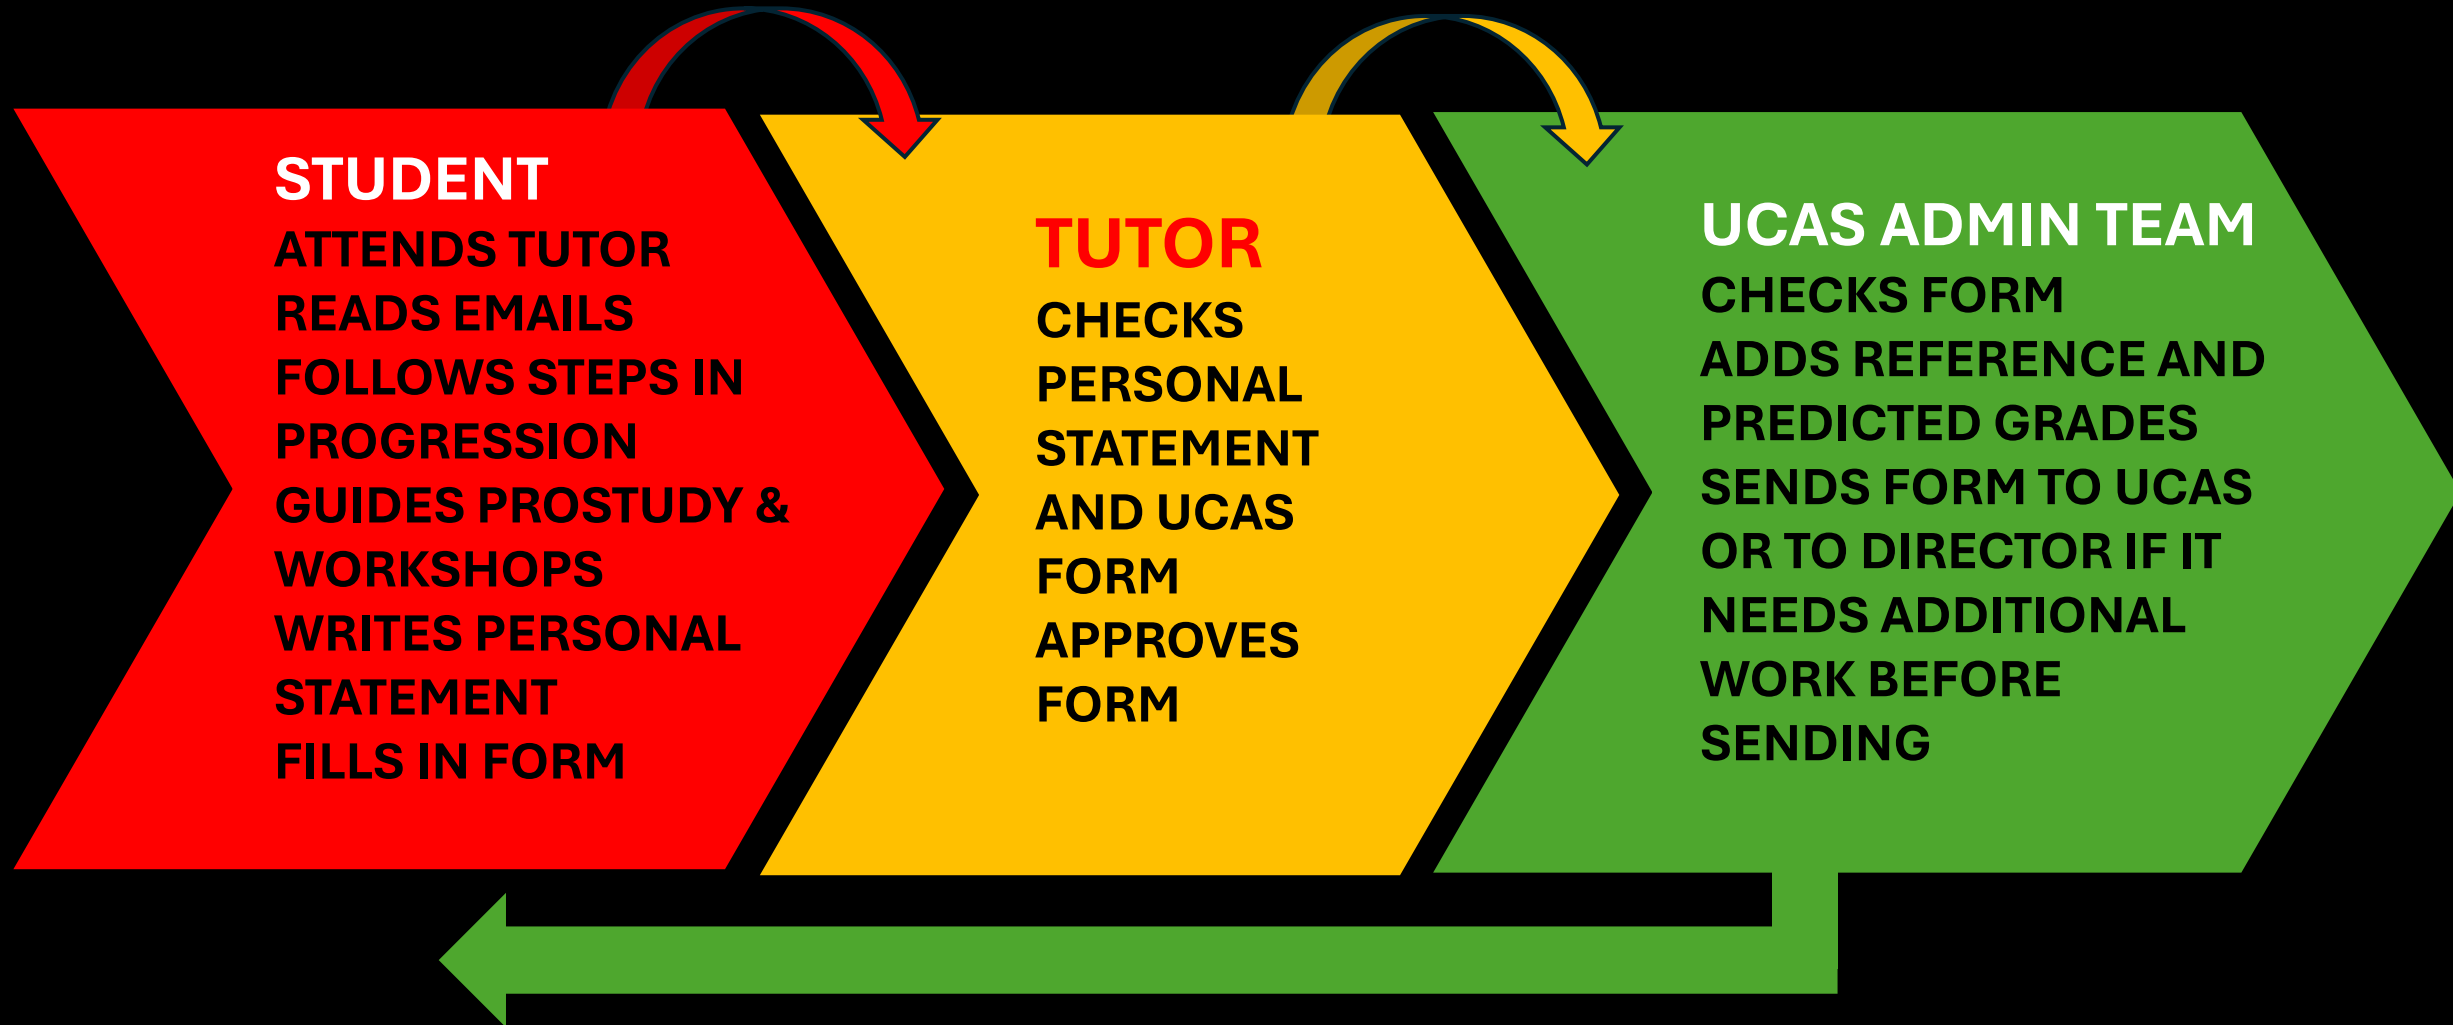 STUDENT
ATTENDS TUTOR
READS EMAILS
FOLLOWS STEPS IN
PROGRESSION
GUIDES PROSTUDY &
WORKSHOPS
WRITES PERSONAL
STATEMENT
FILLS IN FORM
TUTOR
CHECKS
PERSONAL
STATEMENT
AND UCAS
FORM
APPROVES
FORM
UCAS ADMIN TEAM
CHECKS FORM
ADDS REFERENCE AND
PREDICTED GRADES
SENDS FORM TO UCAS
OR TO DIRECTOR IF IT
NEEDS ADDITIONAL
WORK BEFORE
SENDING